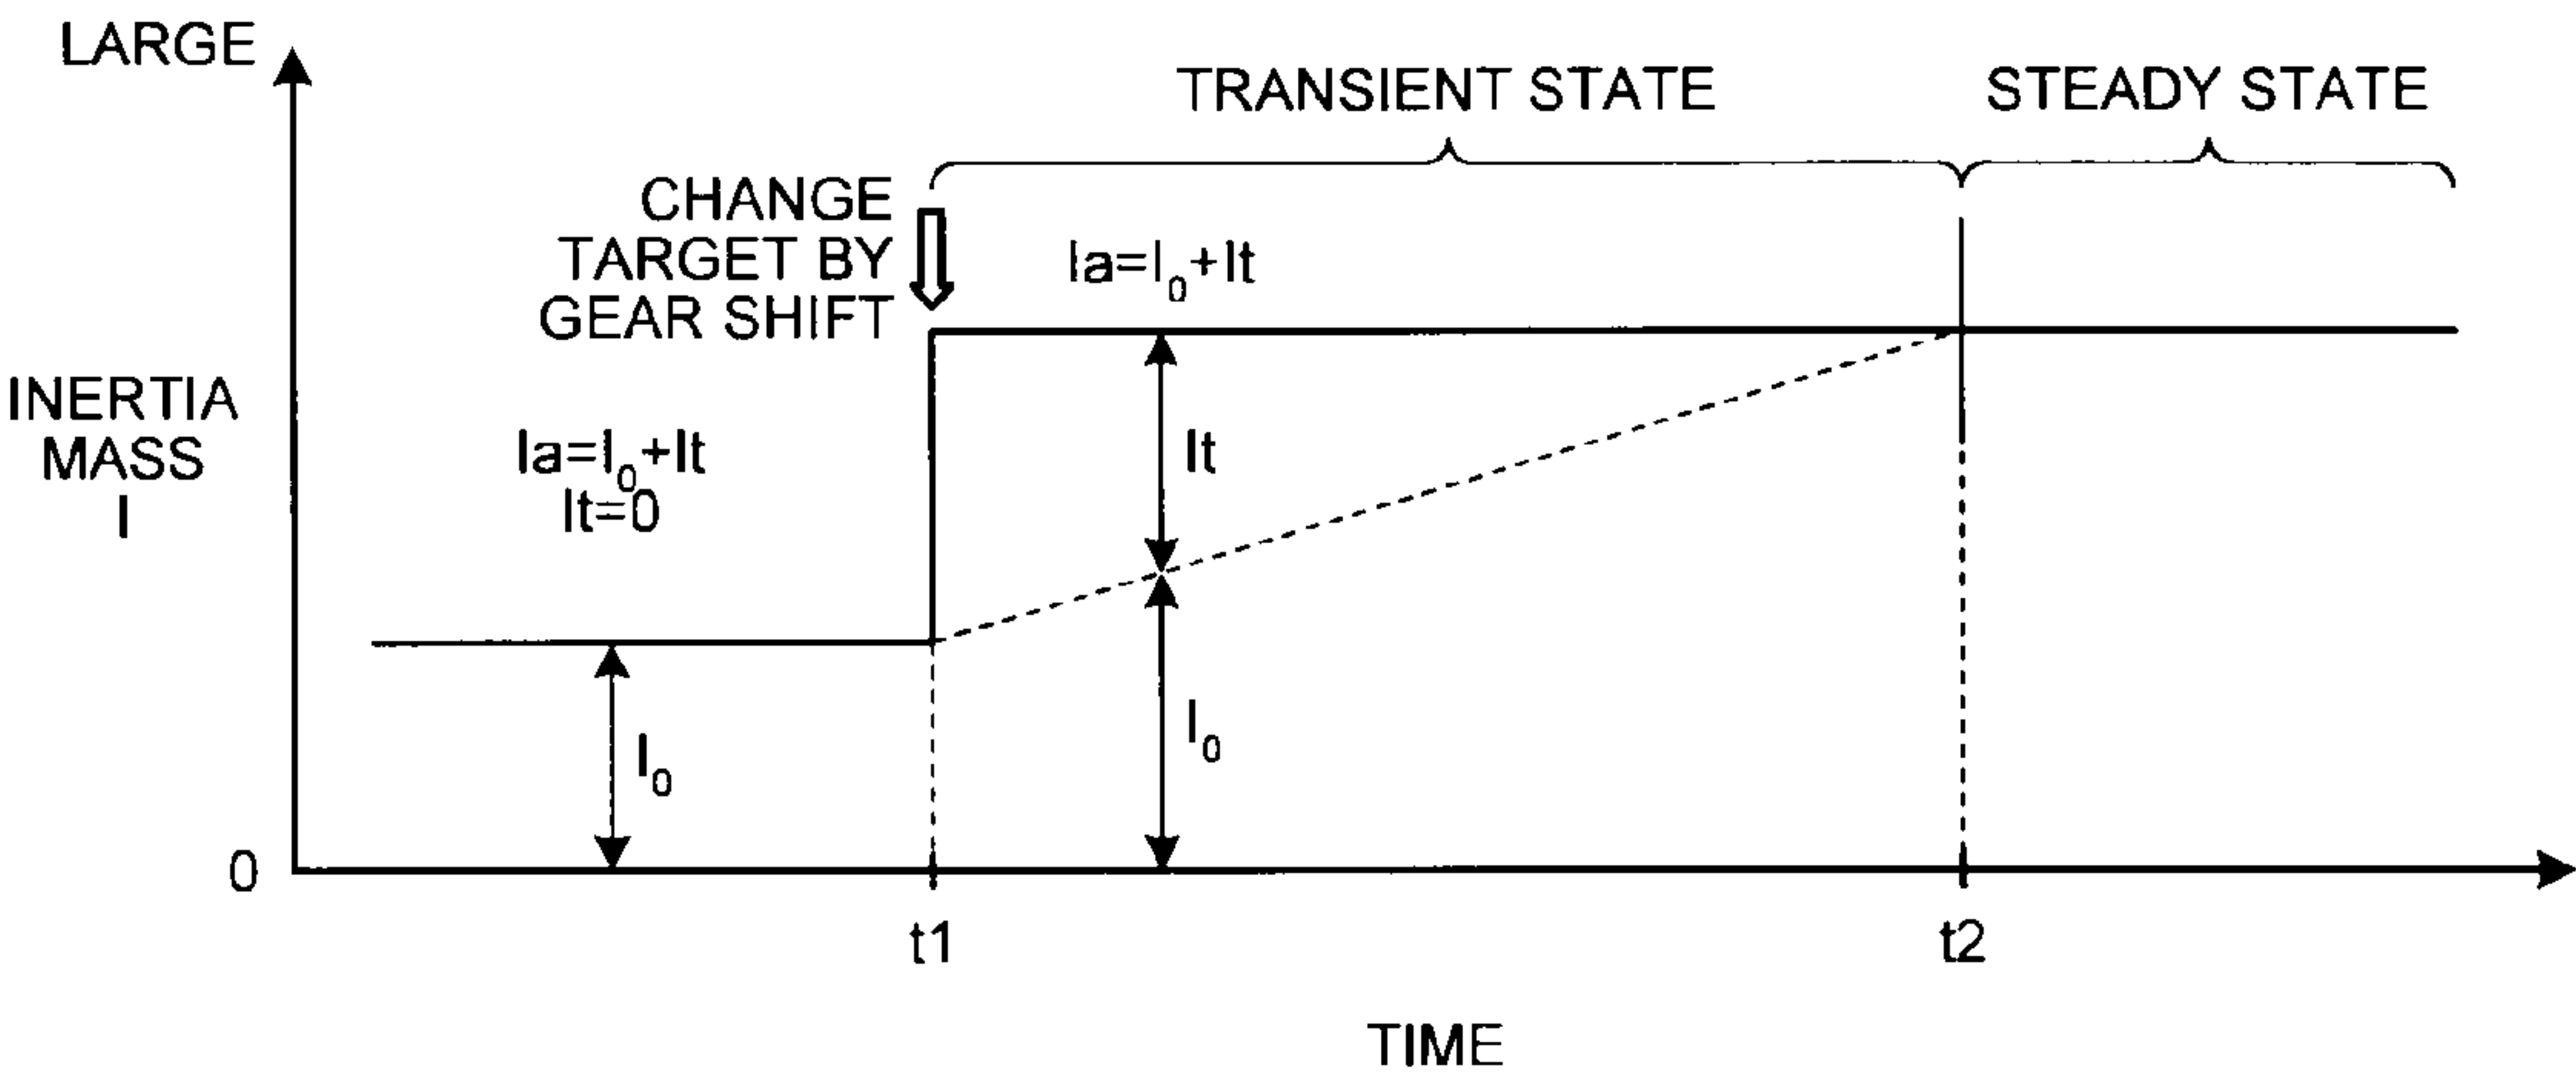 LARGE
TRANSIENT STATE
STEADY STATE
CHANGE
TARGET BY
GEAR SHIFT
Ia=I₀+It
INERTIA
MASS
I
Ia=I₀+It
It=0
It
I₀
I₀
0
t1
t2
TIME